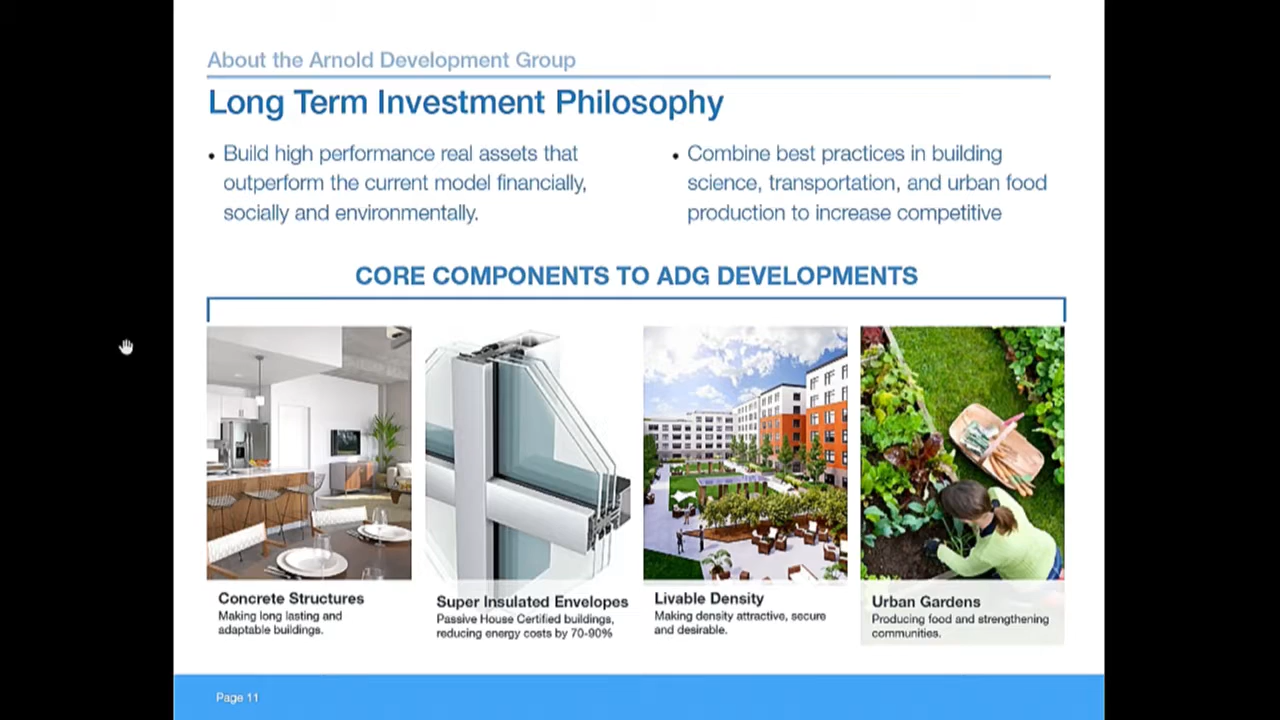 About the Arnold Development Group
Long Term Investment Philosophy
• Build high performance real assets that
outperform the current model financially,
socially and environmentally.
• Combine best practices in building
science, transportation, and urban food
production to increase competitive
CORE COMPONENTS TO ADG DEVELOPMENTS
Concrete Structures
Making long lasting and
adaptable buildings.
Super Insulated Envelopes
Passive House Certified buildings,
reducing energy costs by 70-90%
Livable Density
Making density attractive, secure
and desirable.
Urban Gardens
Producing food and strengthening
communities.
Page 11